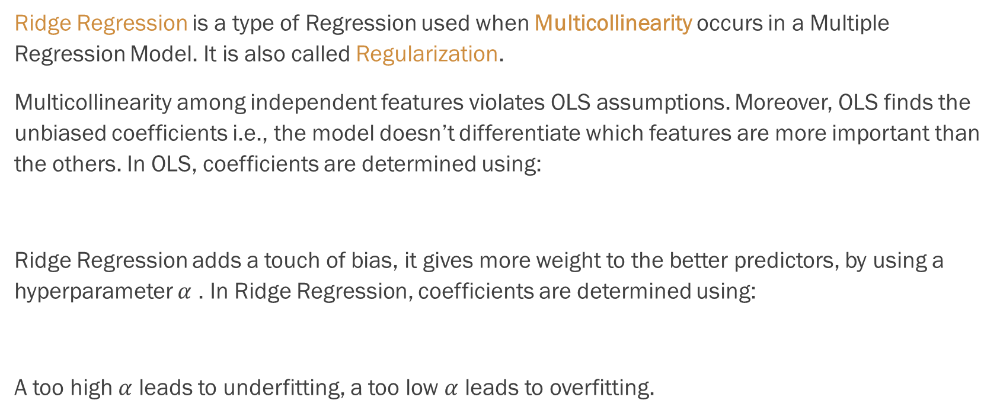 Ridge Regression is a type of Regression used when Multicollinearity occurs in a Multiple
Regression Model. It is also called Regularization.
Multicollinearity among independent features violates OLS assumptions. Moreover, OLS finds the
unbiased coefficients i.e., the model doesn’t differentiate which features are more important than
the others. In OLS, coefficients are determined using:
Ridge Regression adds a touch of bias, it gives more weight to the better predictors, by using a
hyperparameter α . In Ridge Regression, coefficients are determined using:
A too high α leads to underfitting, a too low α leads to overfitting.